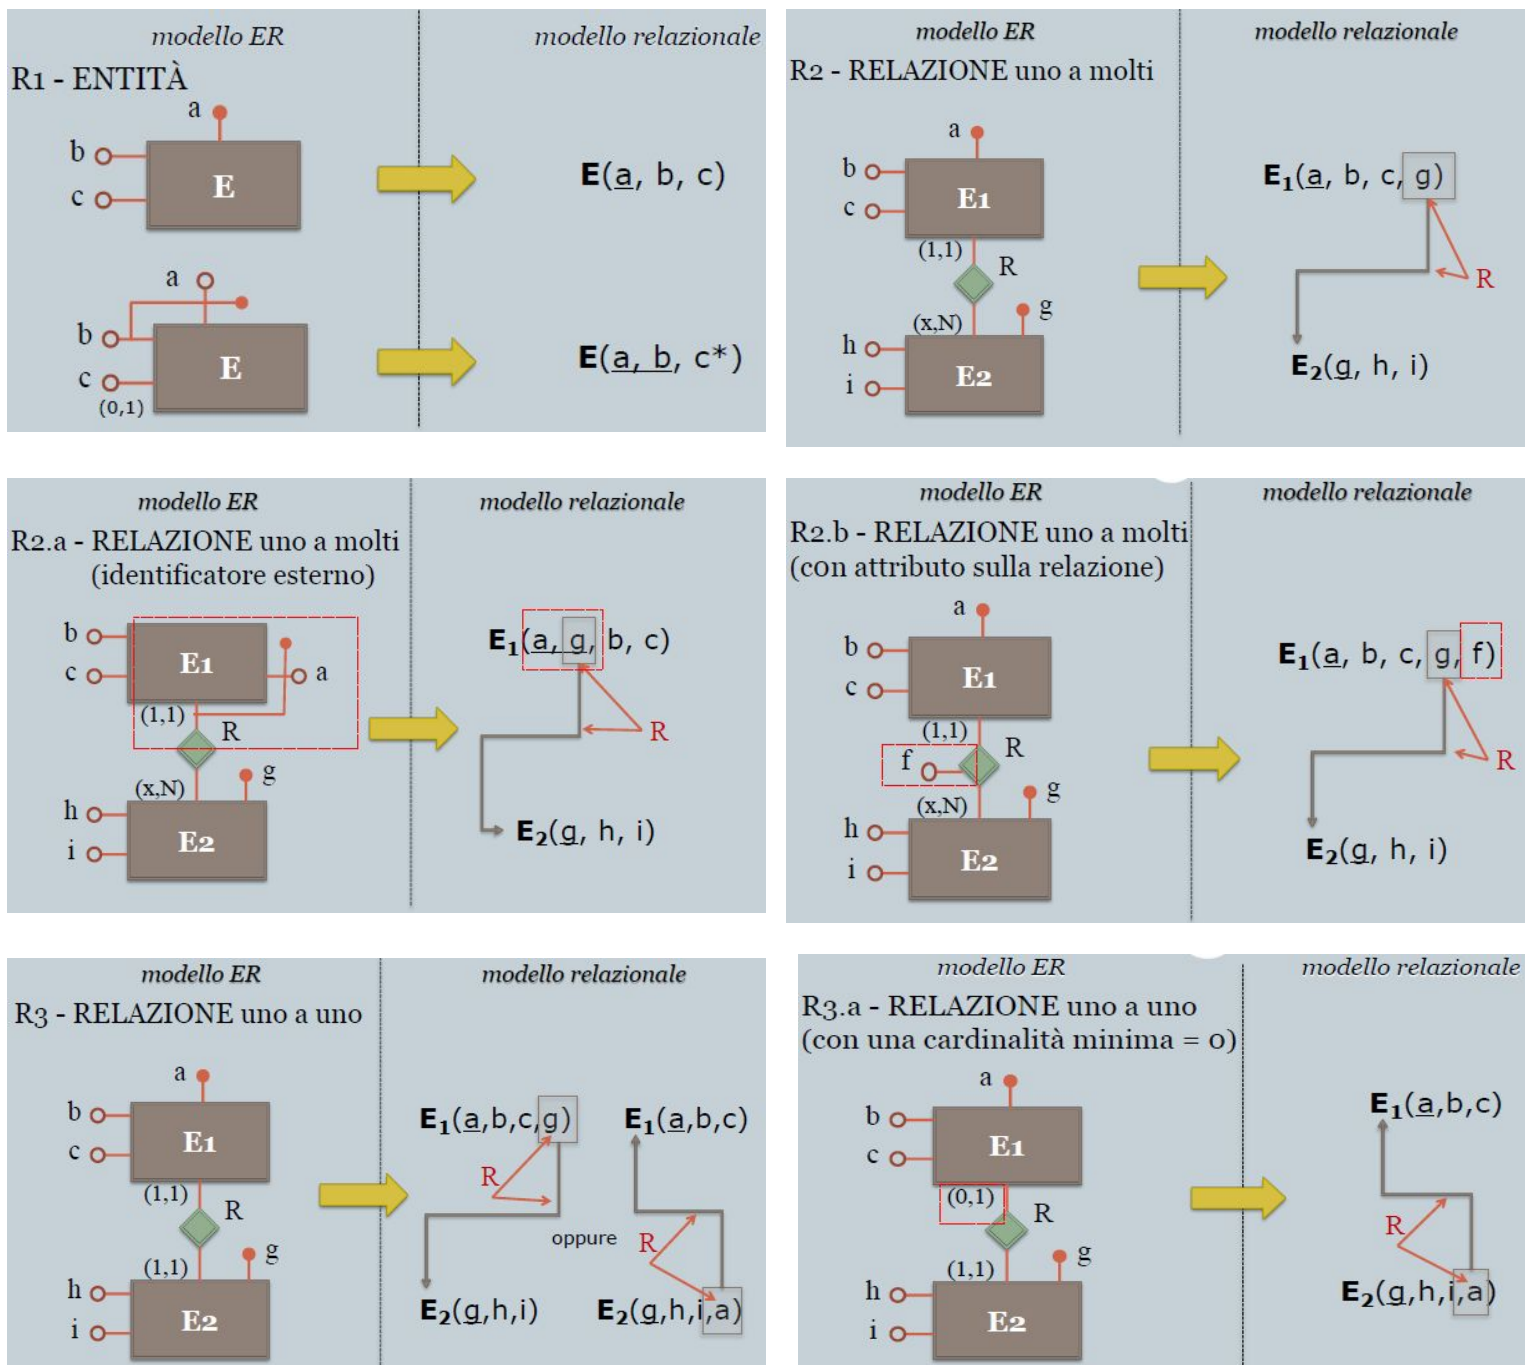 modello ER
modello relazionale
R1 - ENTITÀ
a
b
c
E
E(a, b, c)
a
b
c
(0,1)
E
E(a, b, c*)
modello ER
modello relazionale
R2 - RELAZIONE uno a molti
a
b
c
E1
(1,1)
R
(x,N)
g
h
i
E2
E1(a, b, c, g)
R
E2(g, h, i)
modello ER
modello relazionale
R2.a - RELAZIONE uno a molti
(identificatore esterno)
b
c
E1
a
(1,1)
R
(x,N)
g
h
i
E2
E1(a, g, b, c)
R
E2(g, h, i)
modello ER
modello relazionale
R2.b - RELAZIONE uno a molti
(con attributo sulla relazione)
a
b
c
E1
(1,1)
R
f
(x,N)
g
h
i
E2
E1(a, b, c, g, f)
R
E2(g, h, i)
modello ER
modello relazionale
R3 - RELAZIONE uno a uno
a
b
c
E1
(1,1)
R
(1,1)
g
h
i
E2
E1(a,b,c,g)
R
E2(g,h,i)
oppure
E1(a,b,c)
R
E2(g,h,i,a)
modello ER
modello relazionale
R3.a - RELAZIONE uno a uno
(con una cardinalità minima = 0)
a
b
c
E1
(0,1)
R
(1,1)
g
h
i
E2
E1(a,b,c)
R
E2(g,h,i,a)